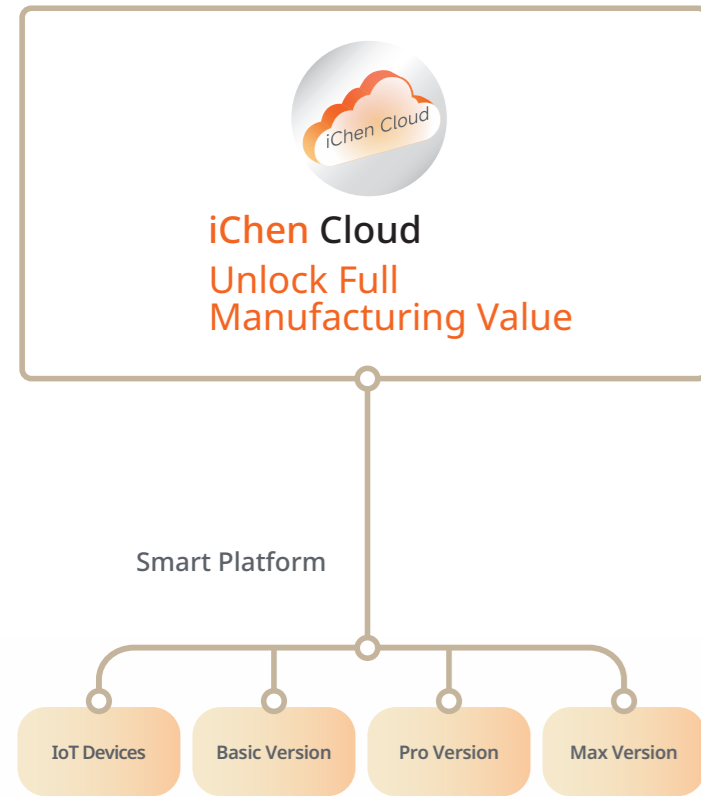 iChen Cloud
iChen Cloud
Unlock Full
Manufacturing Value
Smart Platform
IoT Devices
Basic Version
Pro Version
Max Version